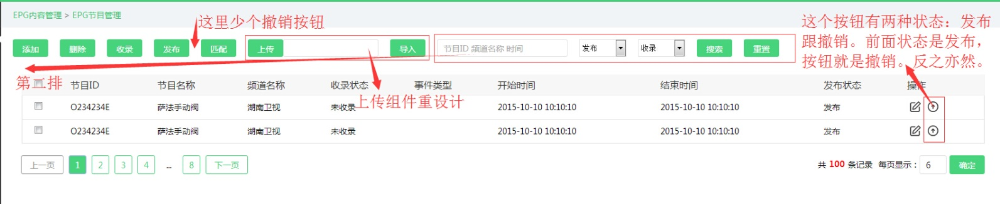 EPG内容管理 > EPG节目管理
这里少个撤销按钮
这个按钮有两种状态：发布
跟撤销。前面状态是发布，
按钮就是撤销。反之亦然。
添加 删除 收录 发布 匹配 上传 导入 节目ID 频道名称 时间 发布 收录 搜索 重置
第二排
节目ID 节目名称 频道名称 收录状态 事件类型 开始时间 结束时间 发布状态 操作
上传组件重设计
O234234E 萨法手动阀 湖南卫视 未收录 2015-10-10 10:10:10 2015-10-10 10:10:10 发布
O234234E 萨法手动阀 湖南卫视 未收录 2015-10-10 10:10:10 2015-10-10 10:10:10 发布
上一页 1 2 3 4 ... 8 下一页 共 100 条记录 每页显示： 6 确定